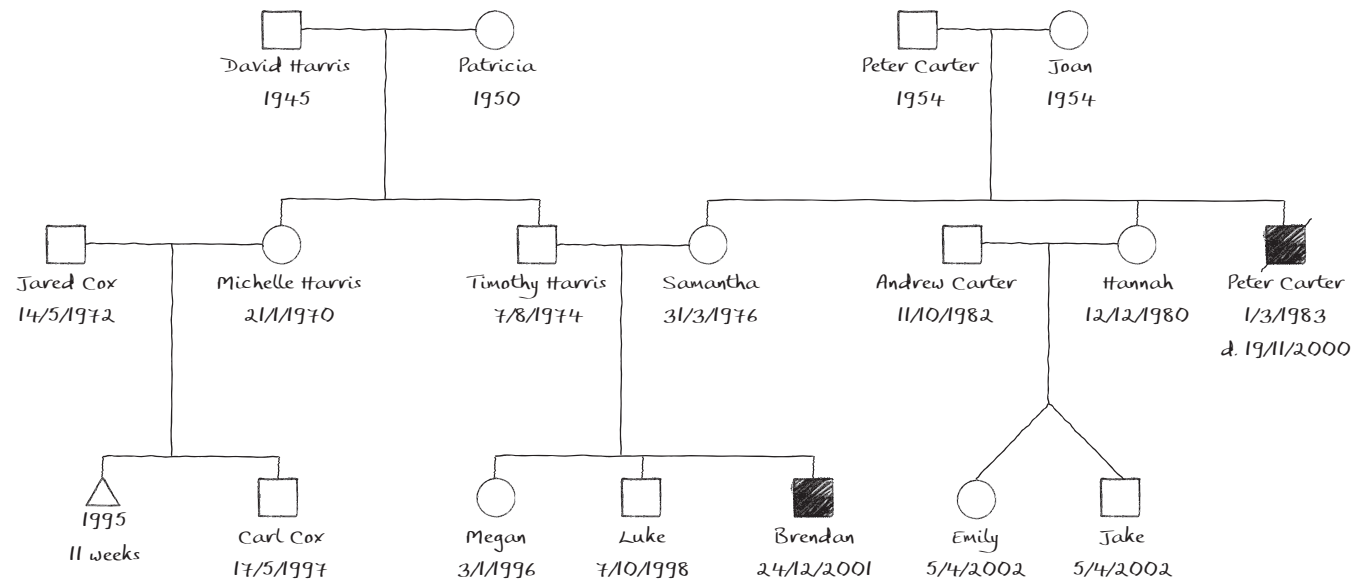 David Harris
1945
Patricia
1950
Peter Carter
1954
Joan
1954
Jared Cox
14/5/1972
Michelle Harris
21/1/1970
Timothy Harris
7/8/1974
Samantha
31/3/1976
Andrew Carter
11/10/1982
Hannah
12/12/1980
Peter Carter
1/3/1983
d. 19/11/2000
1995
11 weeks
Carl Cox
17/5/1997
Megan
3/1/1996
Luke
7/10/1998
Brendan
24/12/2001
Emily
5/4/2002
Jake
5/4/2002